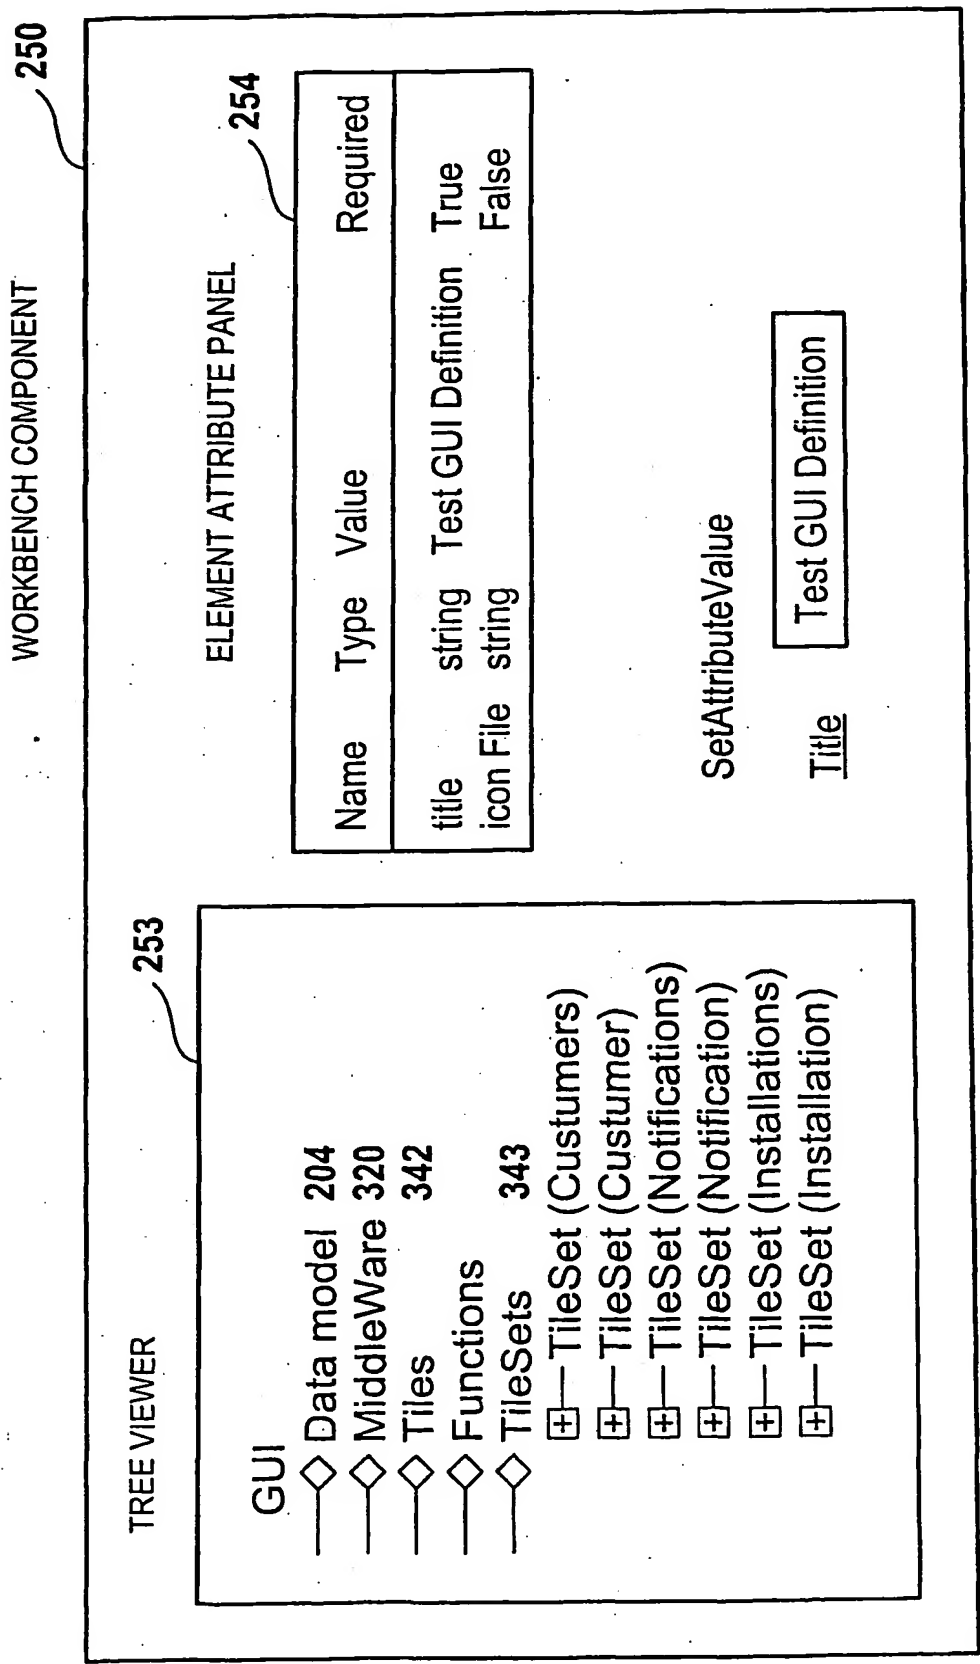 WORKBENCH COMPONENT 250
TREE VIEWER
253
GUI
Data model 204
MiddleWare 320
Tiles 342
Functions
TileSets 343
TileSet (Custumers)
TileSet (Custumer)
TileSet (Notifications)
TileSet (Notification)
TileSet (Installations)
TileSet (Installation)
ELEMENT ATTRIBUTE PANEL
254
Name Type Value Required
title string Test GUI Definition True
icon File string False
SetAttributeValue
Title Test GUI Definition